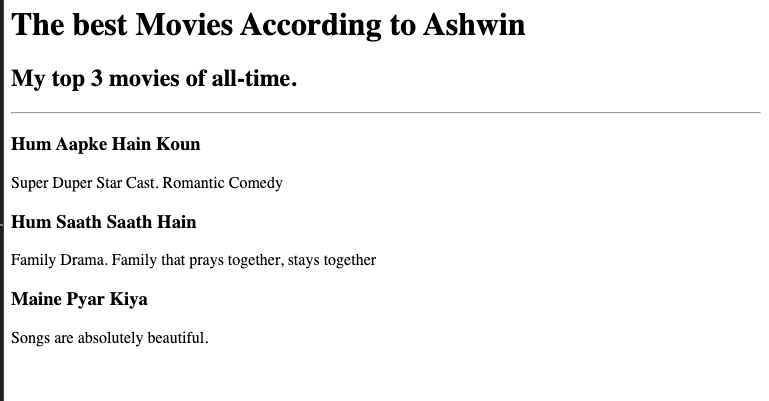 The best Movies According to Ashwin
My top 3 movies of all-time.
Hum Aapke Hain Koun
Super Duper Star Cast. Romantic Comedy
Hum Saath Saath Hain
Family Drama. Family that prays together, stays together
Maine Pyar Kiya
Songs are absolutely beautiful.